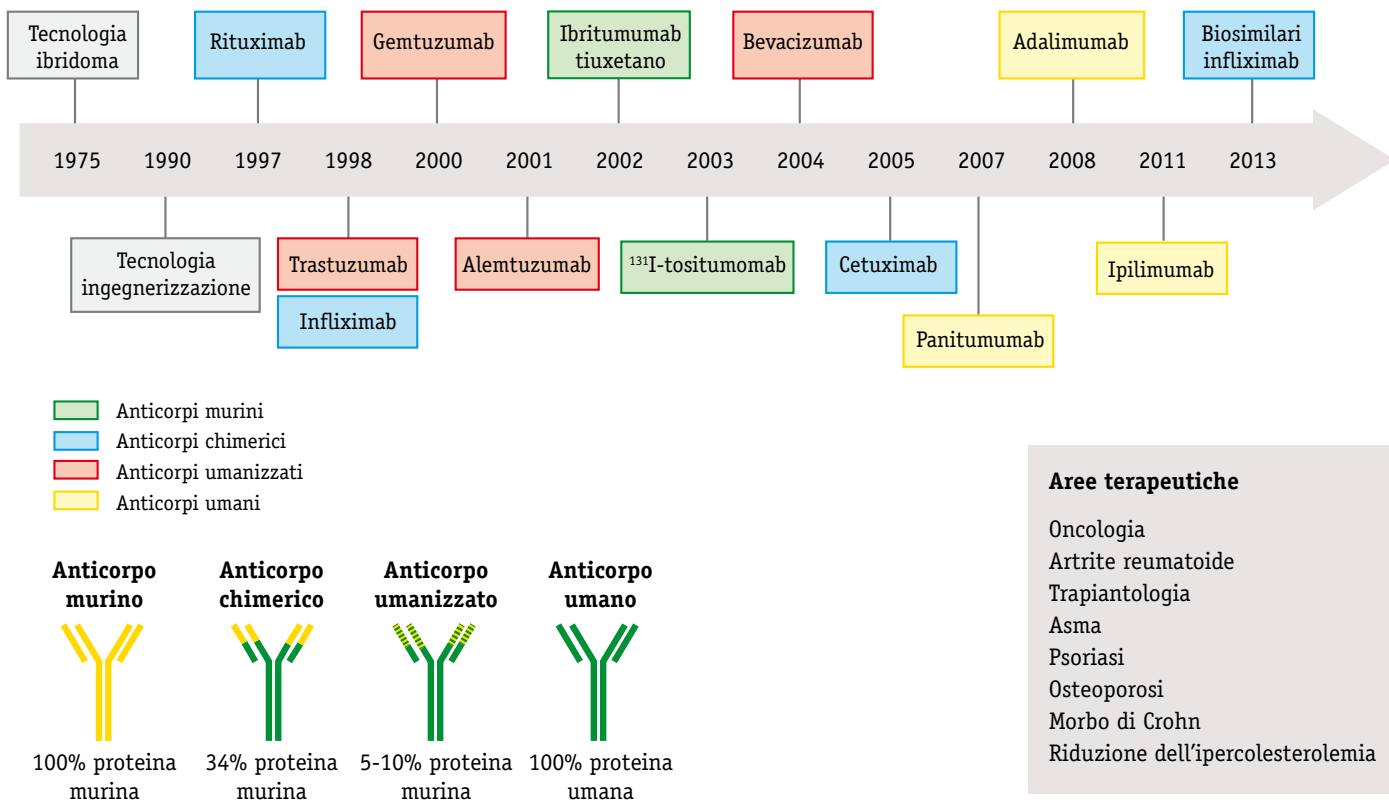 Tecnologia
ibridoma
Rituximab
Gemtuzumab
Ibritumumab
tiuxetano
Bevacizumab
Adalimumab
Biosimilari
infliximab
1975 1990 1997 1998 2000 2001 2002 2003 2004 2005 2007 2008 2011 2013
Tecnologia
ingegnerizzazione
Trastuzumab
Infliximab
Alemtuzumab
¹³¹I-tositumomab
Cetuximab
Panitumumab
Ipilimumab
Anticorpi murini
Anticorpi chimerici
Anticorpi umanizzati
Anticorpi umani
Anticorpo
murino
100% proteina
murina
Anticorpo
chimerico
34% proteina
murina
Anticorpo
umanizzato
5-10% proteina
murina
Anticorpo
umano
100% proteina
umana
Aree terapeutiche
Oncologia
Artrite reumatoide
Trapiantologia
Asma
Psoriasi
Osteoporosi
Morbo di Crohn
Riduzione dell'ipercolesterolemia